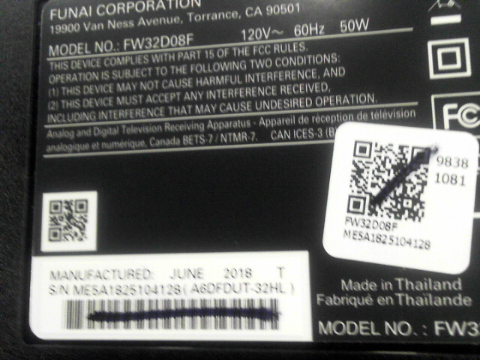 FUNAI CORPORATION
19900 Van Ness Avenue, Torrance, CA 90501
MODEL NO.: FW32D08F 120V~ 60Hz 50W
THIS DEVICE COMPLIES WITH PART 15 OF THE FCC RULES.
OPERATION IS SUBJECT TO THE FOLLOWING TWO CONDITIONS:
(1) THIS DEVICE MAY NOT CAUSE HARMFUL INTERFERENCE, AND
(2) THIS DEVICE MUST ACCEPT ANY INTERFERENCE RECEIVED,
INCLUDING INTERFERENCE THAT MAY CAUSE UNDESIRED OPERATION.
Analog and Digital Television Receiving Apparatus - Appareil de réception de télévision
analogique et numérique, Canada BETS-7 / NTMR-7. CAN ICES-3 (B
FC
9838
1081
FW32D08F
ME5A1825104128
MANUFACTURED: JUNE 2018 T
S/N ME5A1825104128 ( A6DFDUT-32HL )
Made in Thailand
Fabriqué en Thaïlande
MODEL NO. : FW3